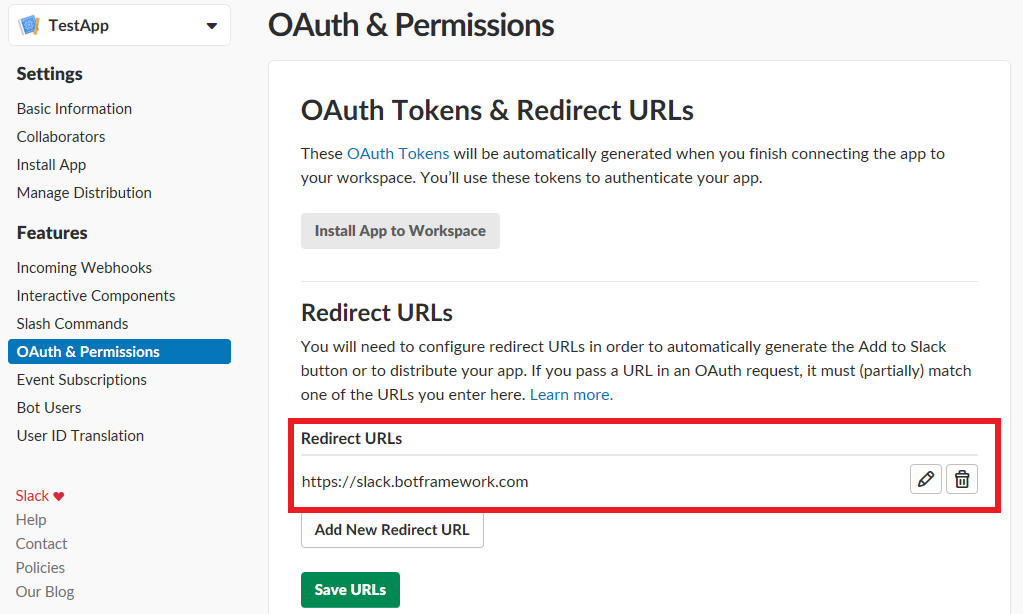 TestApp
Settings
Basic Information
Collaborators
Install App
Manage Distribution
Features
Incoming Webhooks
Interactive Components
Slash Commands
OAuth & Permissions
Event Subscriptions
Bot Users
User ID Translation
Slack ❤
Help
Contact
Policies
Our Blog
OAuth & Permissions
OAuth Tokens & Redirect URLs
These OAuth Tokens will be automatically generated when you finish connecting the app to
your workspace. You’ll use these tokens to authenticate your app.
Install App to Workspace
Redirect URLs
You will need to configure redirect URLs in order to automatically generate the Add to Slack
button or to distribute your app. If you pass a URL in an OAuth request, it must (partially) match
one of the URLs you enter here. Learn more.
Redirect URLs
https://slack.botframework.com
Add New Redirect URL
Save URLs